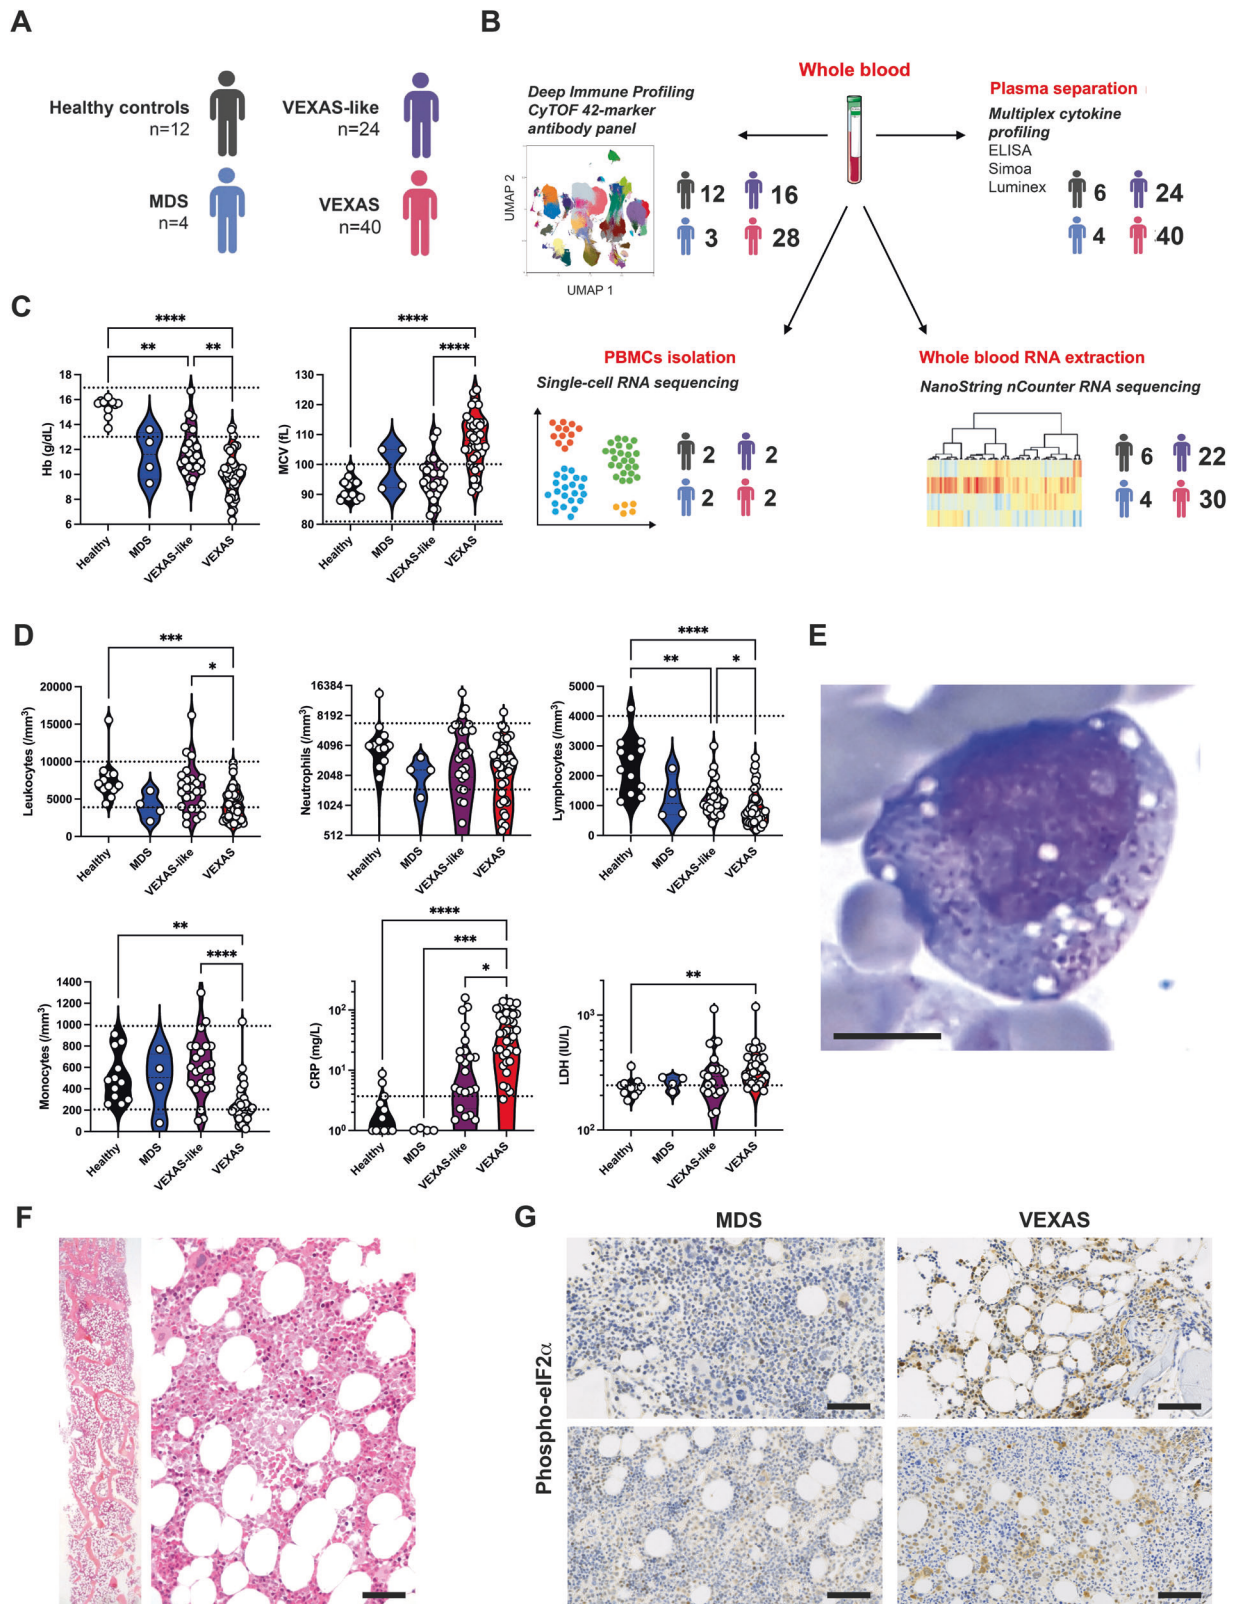 A
Healthy controls
n=12
VEXAS-like
n=24
MDS
n=4
VEXAS
n=40
B
Whole blood
Deep Immune Profiling
CyTOF 42-marker
antibody panel
UMAP 2
UMAP 1
12
16
3
28
Plasma separation
Multiplex cytokine
profiling
ELISA
Simoa
Luminex
6
24
4
40
PBMCs isolation
Single-cell RNA sequencing
2
2
2
2
Whole blood RNA extraction
NanoString nCounter RNA sequencing
6
22
4
30
C
****
**
**
Hb (g/dL)
18
16
14
12
10
8
6
Healthy
MDS
VEXAS-like
VEXAS
****
****
MCV (fL)
130
120
110
100
90
80
Healthy
MDS
VEXAS-like
VEXAS
D
***
*
Leukocytes (/mm³)
20000
15000
10000
5000
0
Healthy
MDS
VEXAS-like
VEXAS
Neutrophils (/mm³)
16384
8192
4096
2048
1024
512
Healthy
MDS
VEXAS-like
VEXAS
****
**
*
Lymphocytes (/mm³)
5000
4000
3000
2000
1000
0
Healthy
MDS
VEXAS-like
VEXAS
**
****
Monocytes (/mm³)
1400
1200
1000
800
600
400
200
0
Healthy
MDS
VEXAS-like
VEXAS
****
***
*
CRP (mg/L)
10²
10¹
10⁰
Healthy
MDS
VEXAS-like
VEXAS
**
LDH (IU/L)
10³
10²
Healthy
MDS
VEXAS-like
VEXAS
E
F
G
MDS
VEXAS
Phospho-eIF2α